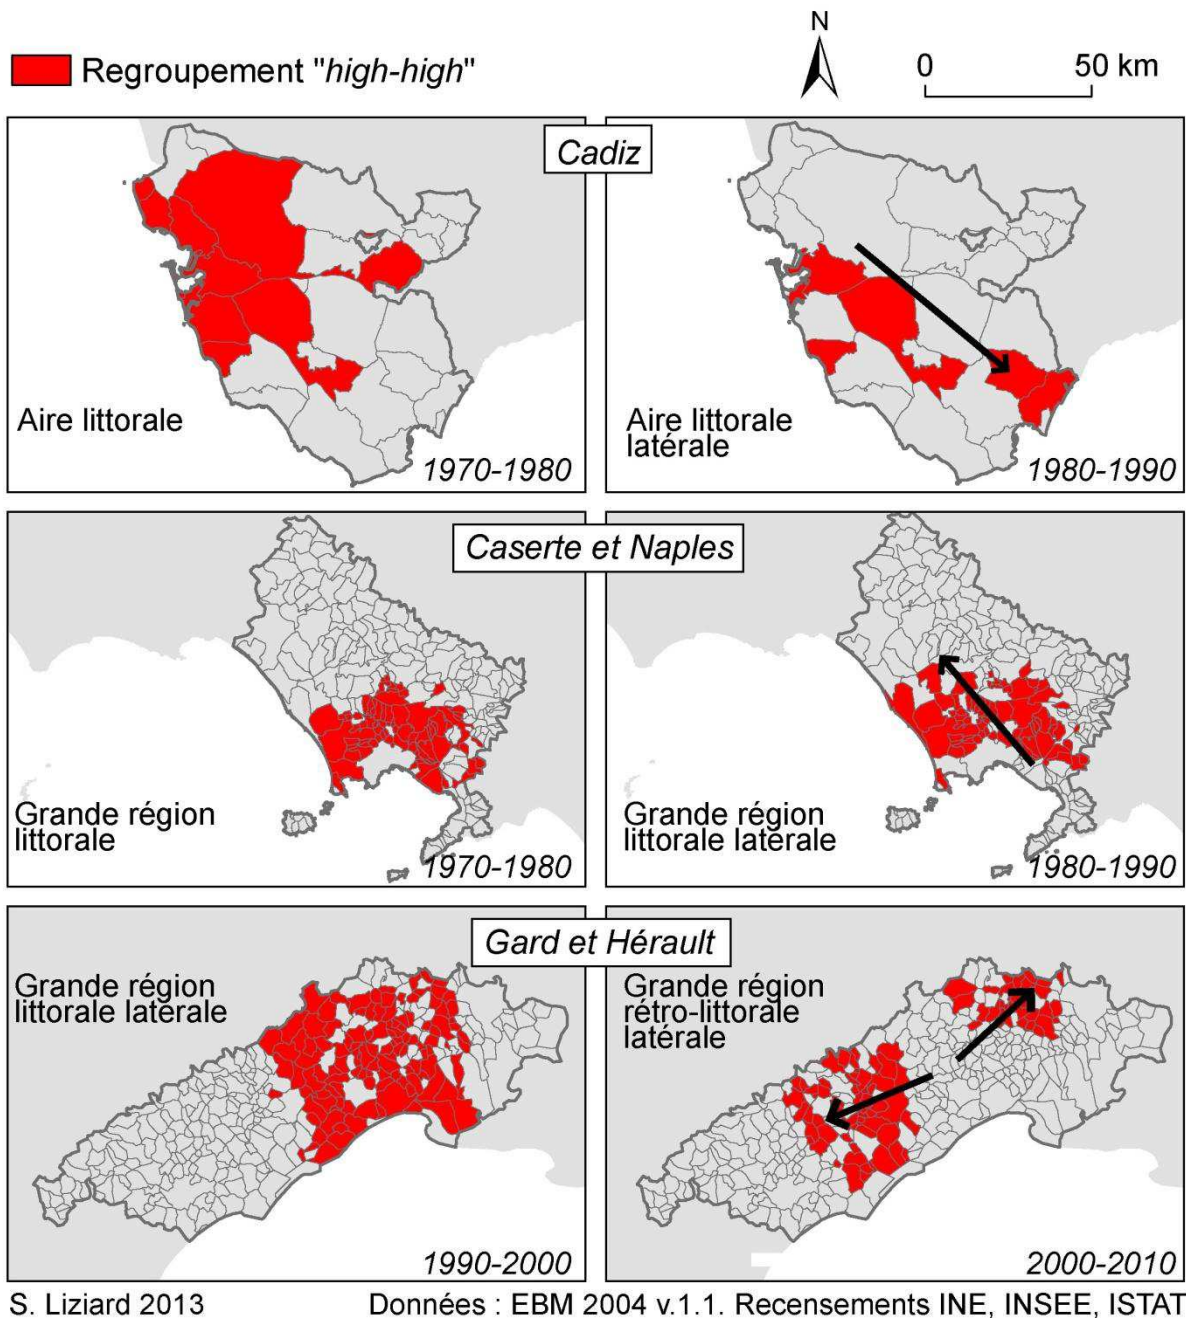 N
Regroupement "high-high"
0 50 km
Cadiz
Aire littorale
1970-1980
Aire littorale
latérale
1980-1990
Caserte et Naples
Grande région
littorale
1970-1980
Grande région
littorale latérale
1980-1990
Gard et Hérault
Grande région
littorale latérale
1990-2000
Grande région
rétro-littorale
latérale
2000-2010
S. Liziard 2013
Données : EBM 2004 v.1.1. Recensements INE, INSEE, ISTAT